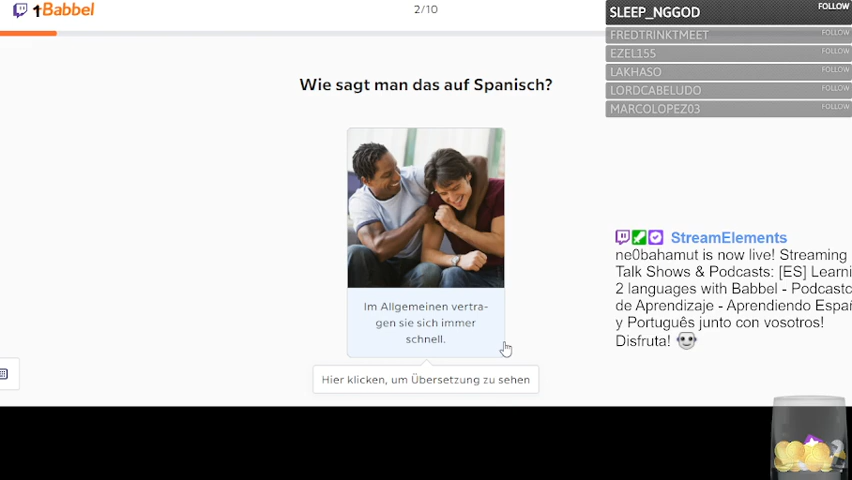 1Babbel
2/10
Wie sagt man das auf Spanisch?
Im Allgemeinen vertra-
gen sie sich immer
schnell.
Hier klicken, um Übersetzung zu sehen
SLEEP_NGGOD FOLLOW
FREDTRINKTMEET FOLLOW
EZEL155 FOLLOW
LAKHASO FOLLOW
LORDCABELUDO FOLLOW
MARCOLOPEZ03 FOLLOW
StreamElements
ne0bahamut is now live! Streaming
Talk Shows & Podcasts: [ES] Learni
2 languages with Babbel - Podcasto
de Aprendizaje - Aprendiendo Espa
y Português junto con vosotros!
Disfruta!